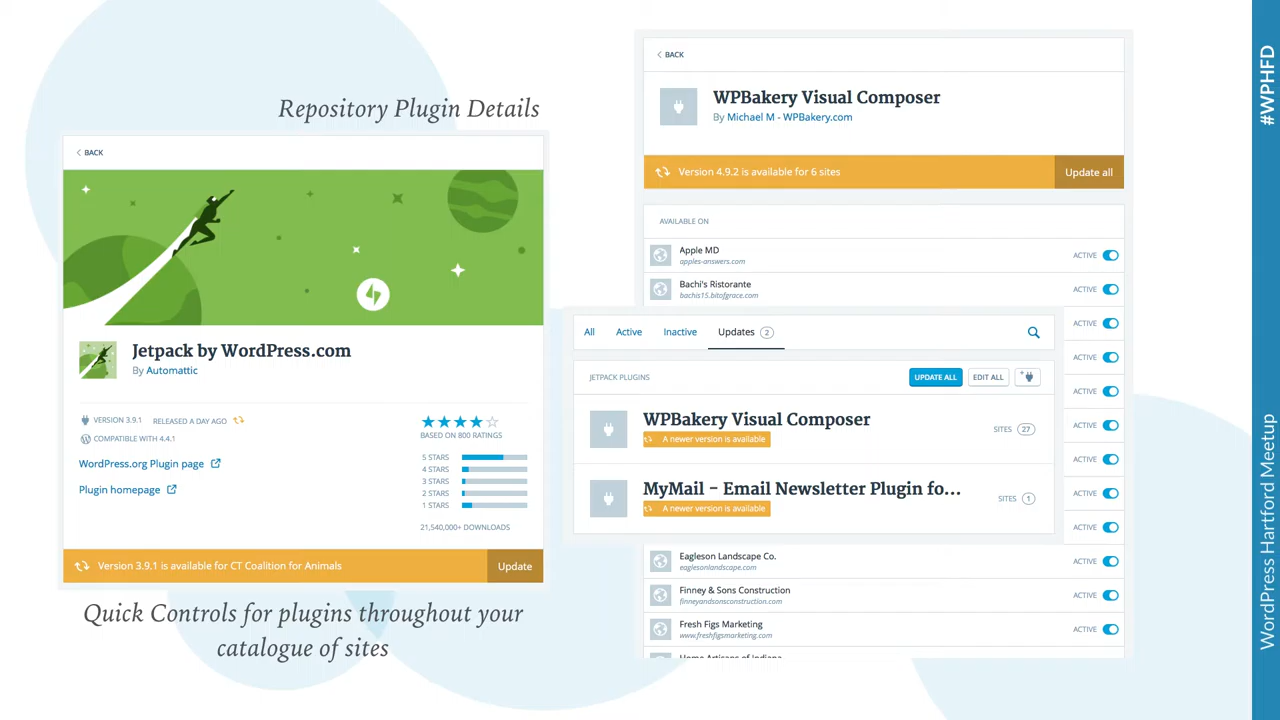 Repository Plugin Details
BACK
Jetpack by WordPress.com
By Automattic
VERSION 3.9.1 RELEASED A DAY AGO
COMPATIBLE WITH 4.4.1
WordPress.org Plugin page
Plugin homepage
BASED ON 800 RATINGS
5 STARS
4 STARS
3 STARS
2 STARS
1 STARS
21,540,000+ DOWNLOADS
Version 3.9.1 is available for CT Coalition for Animals Update
Quick Controls for plugins throughout your
catalogue of sites
BACK
WPBakery Visual Composer
By Michael M - WPBakery.com
Version 4.9.2 is available for 6 sites Update all
AVAILABLE ON
Apple MD
apples-answers.com
ACTIVE
Bachi's Ristorante
bachis15.bitofgrace.com
ACTIVE
ACTIVE
ACTIVE
ACTIVE
ACTIVE
ACTIVE
ACTIVE
ACTIVE
All Active Inactive Updates 2
JETPACK PLUGINS UPDATE ALL EDIT ALL
WPBakery Visual Composer
A newer version is available
SITES 27
MyMail - Email Newsletter Plugin fo...
A newer version is available
SITES 1
Eagleson Landscape Co.
eaglesonlandscape.com
ACTIVE
Finney & Sons Construction
finneyandsonsconstruction.com
ACTIVE
Fresh Figs Marketing
www.freshfigsmarketing.com
ACTIVE
Home Artisans of Indiana
#WPHFD
WordPress Hartford Meetup